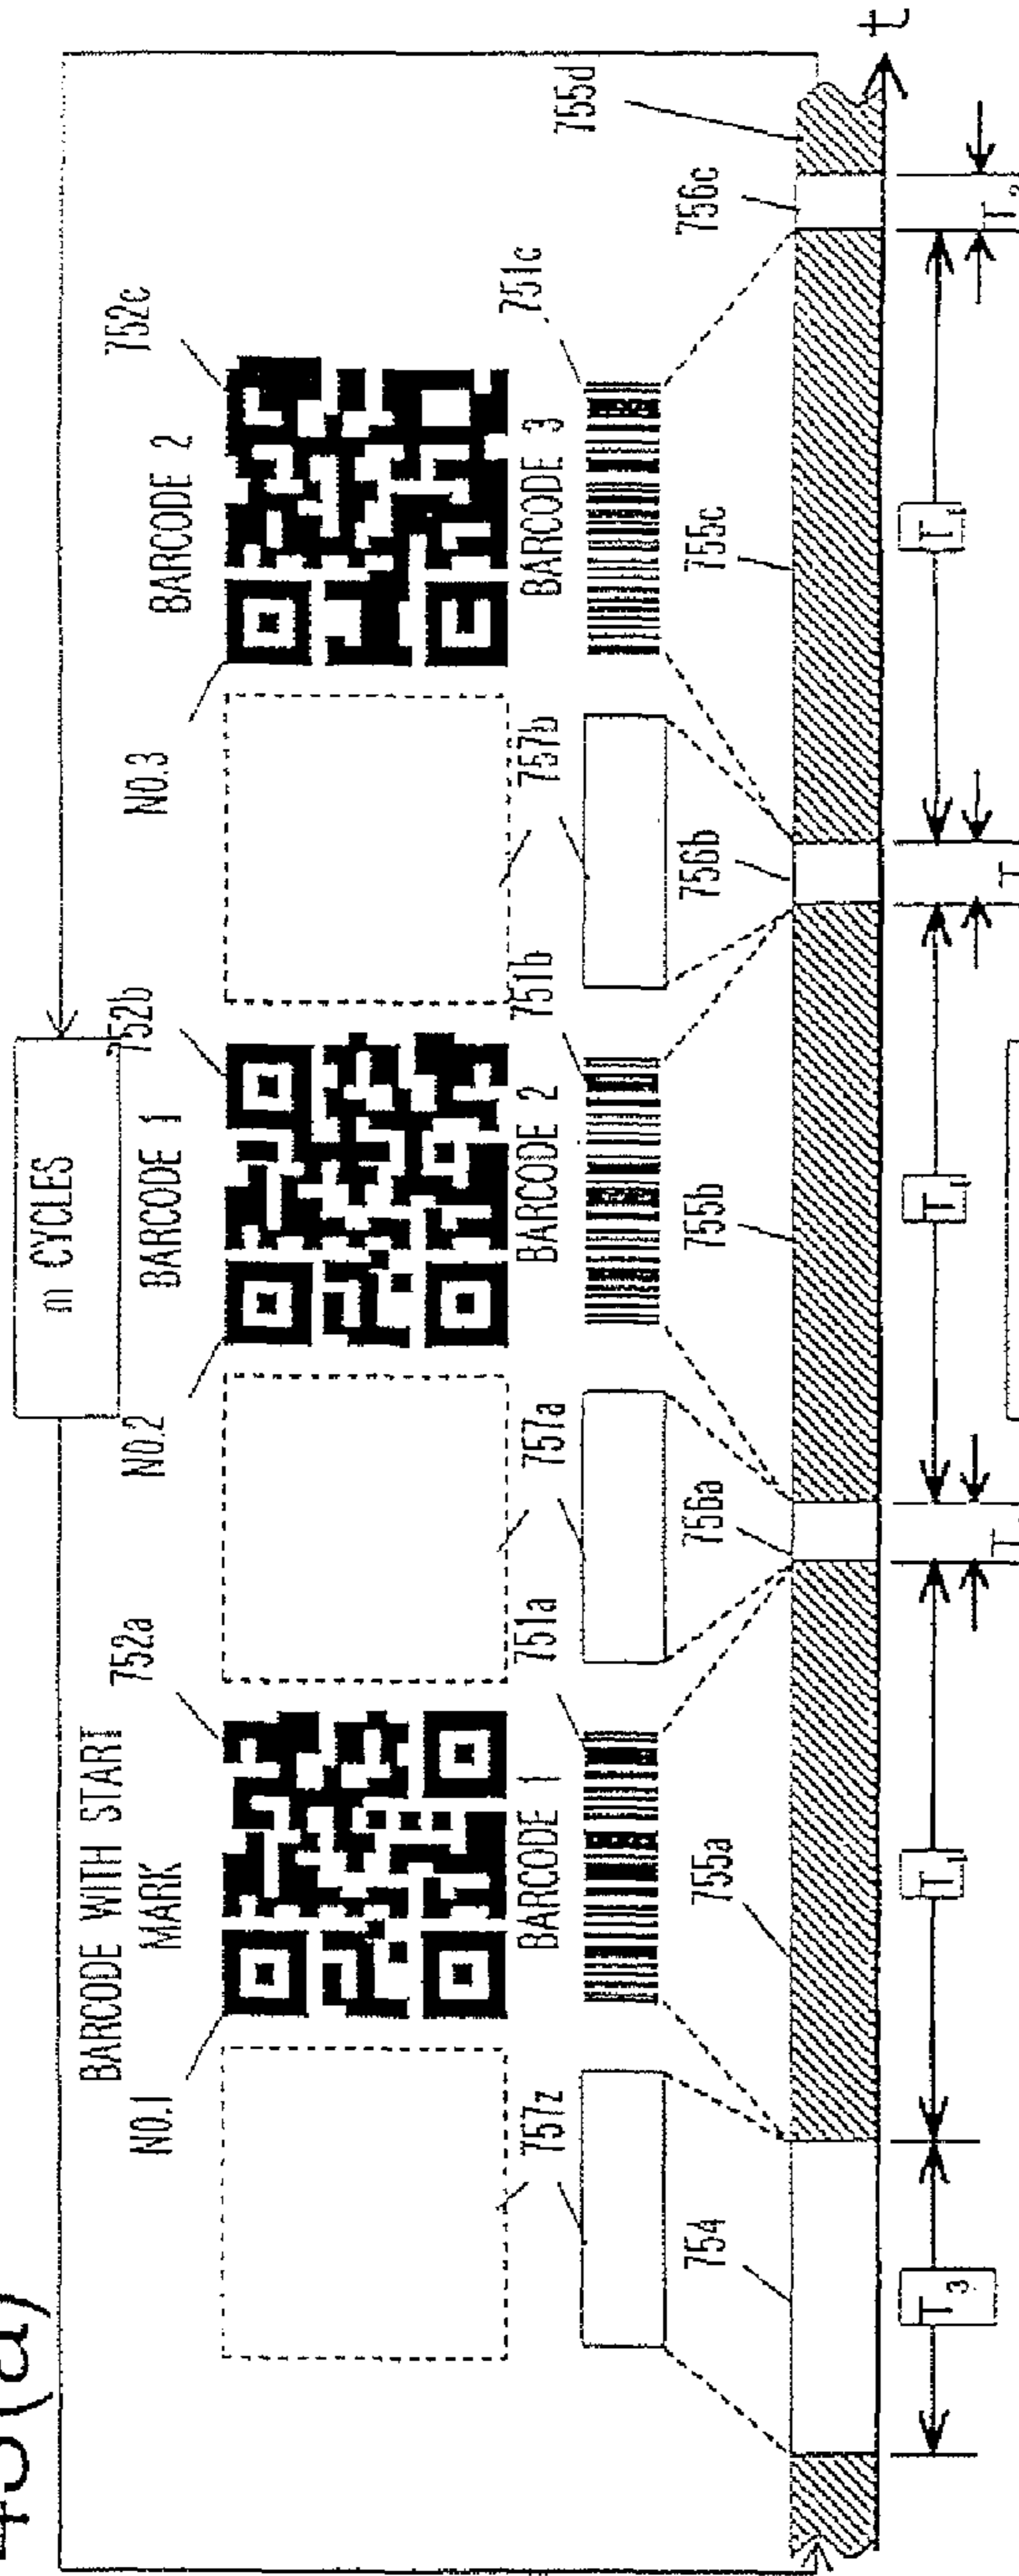 45(a)
m CYCLES
BARCODE WITH START
MARK
BARCODE 1
BARCODE 2
NO.1
752a
NO.2
752b
NO.3
752c
757z
BARCODE 1
751a
757a
BARCODE 2
751b
757b
BARCODE 3
751c
754
755a
756a
755b
756b
755c
756c
755d
t
T3
T1
T1
T1
T2